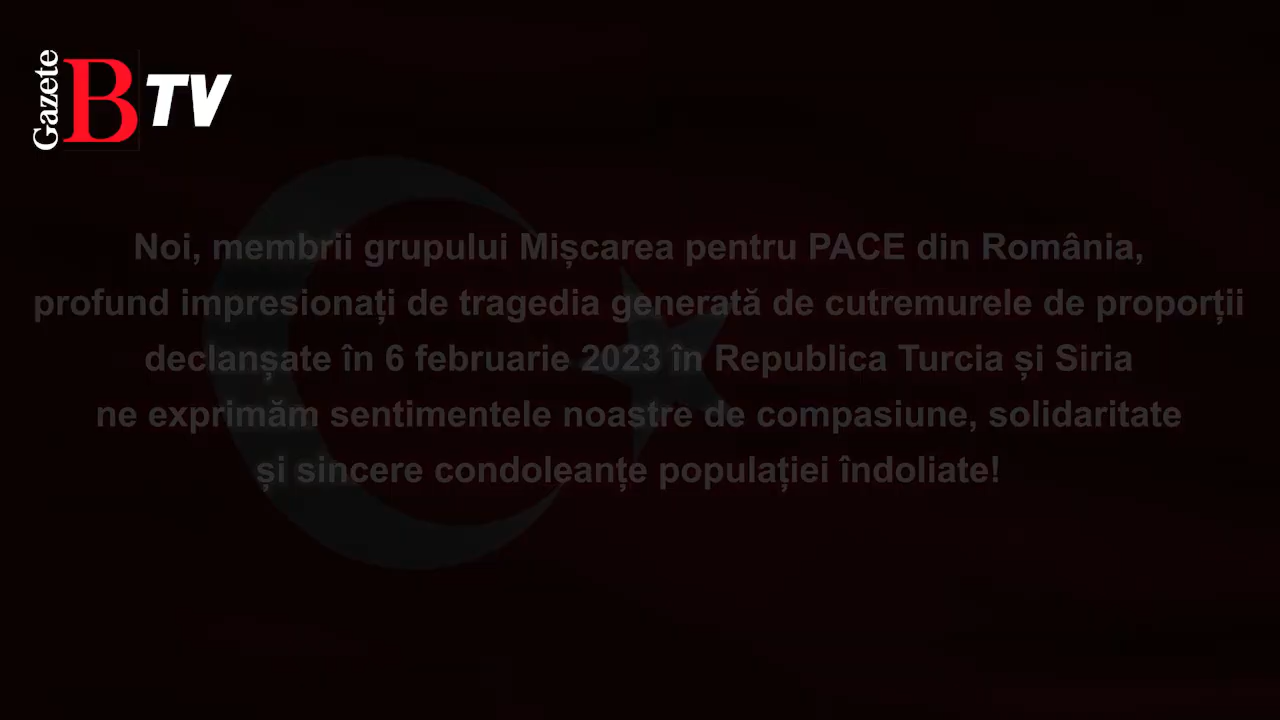 Gazete
B TV
Noi, membrii grupului Mișcarea pentru PACE din România,
profund impresionați de tragedia generată de cutremurele de proporții
declanșate în 6 februarie 2023 în Republica Turcia și Siria
ne exprimăm sentimentele noastre de compasiune, solidaritate
și sincere condoleanțe populației îndoliate!